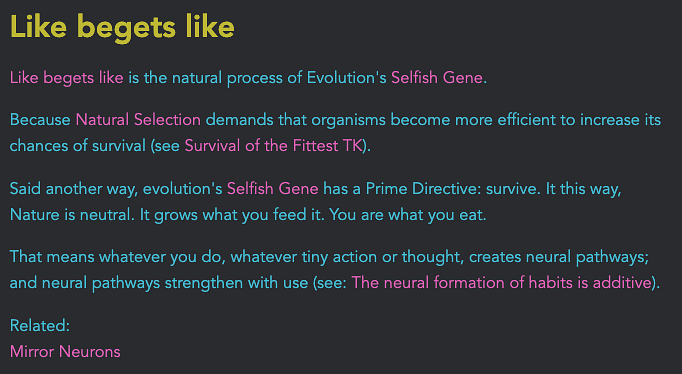 Like begets like
Like begets like is the natural process of Evolution's Selfish Gene.
Because Natural Selection demands that organisms become more efficient to increase its
chances of survival (see Survival of the Fittest TK).
Said another way, evolution's Selfish Gene has a Prime Directive: survive. It this way,
Nature is neutral. It grows what you feed it. You are what you eat.
That means whatever you do, whatever tiny action or thought, creates neural pathways;
and neural pathways strengthen with use (see: The neural formation of habits is additive).
Related:
Mirror Neurons